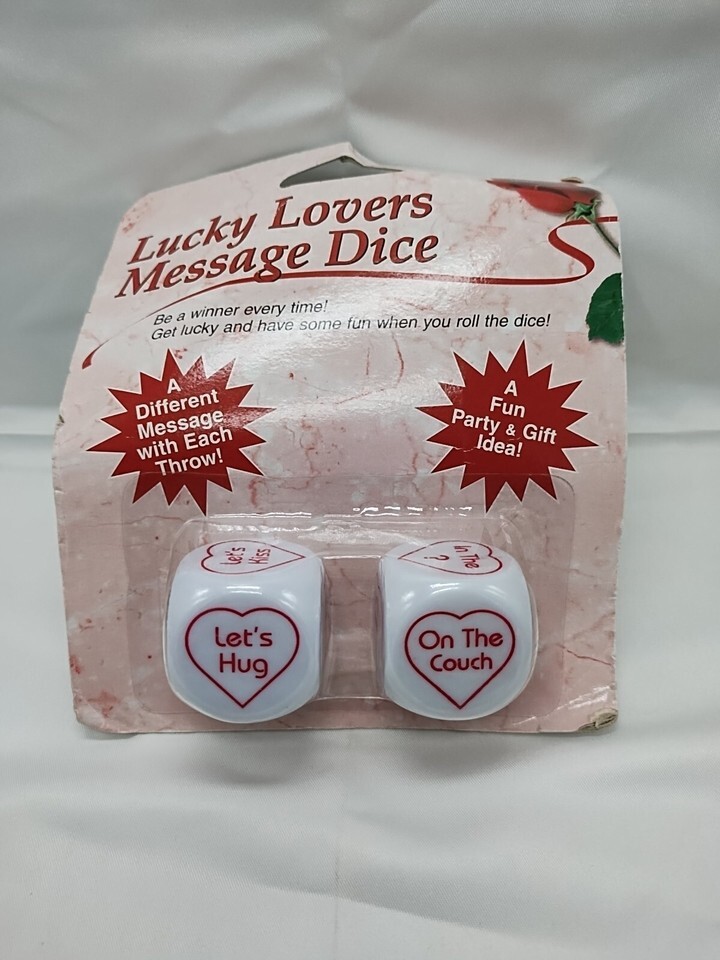 Lucky Lovers
Message Dice
Be a winner every time!
Get lucky and have some fun when you roll the dice!
A
Different
Message
with Each
Throw!
A
Fun
Party & Gift
Idea!
Let's
Kiss
In The
?
Let's
Hug
On The
Couch